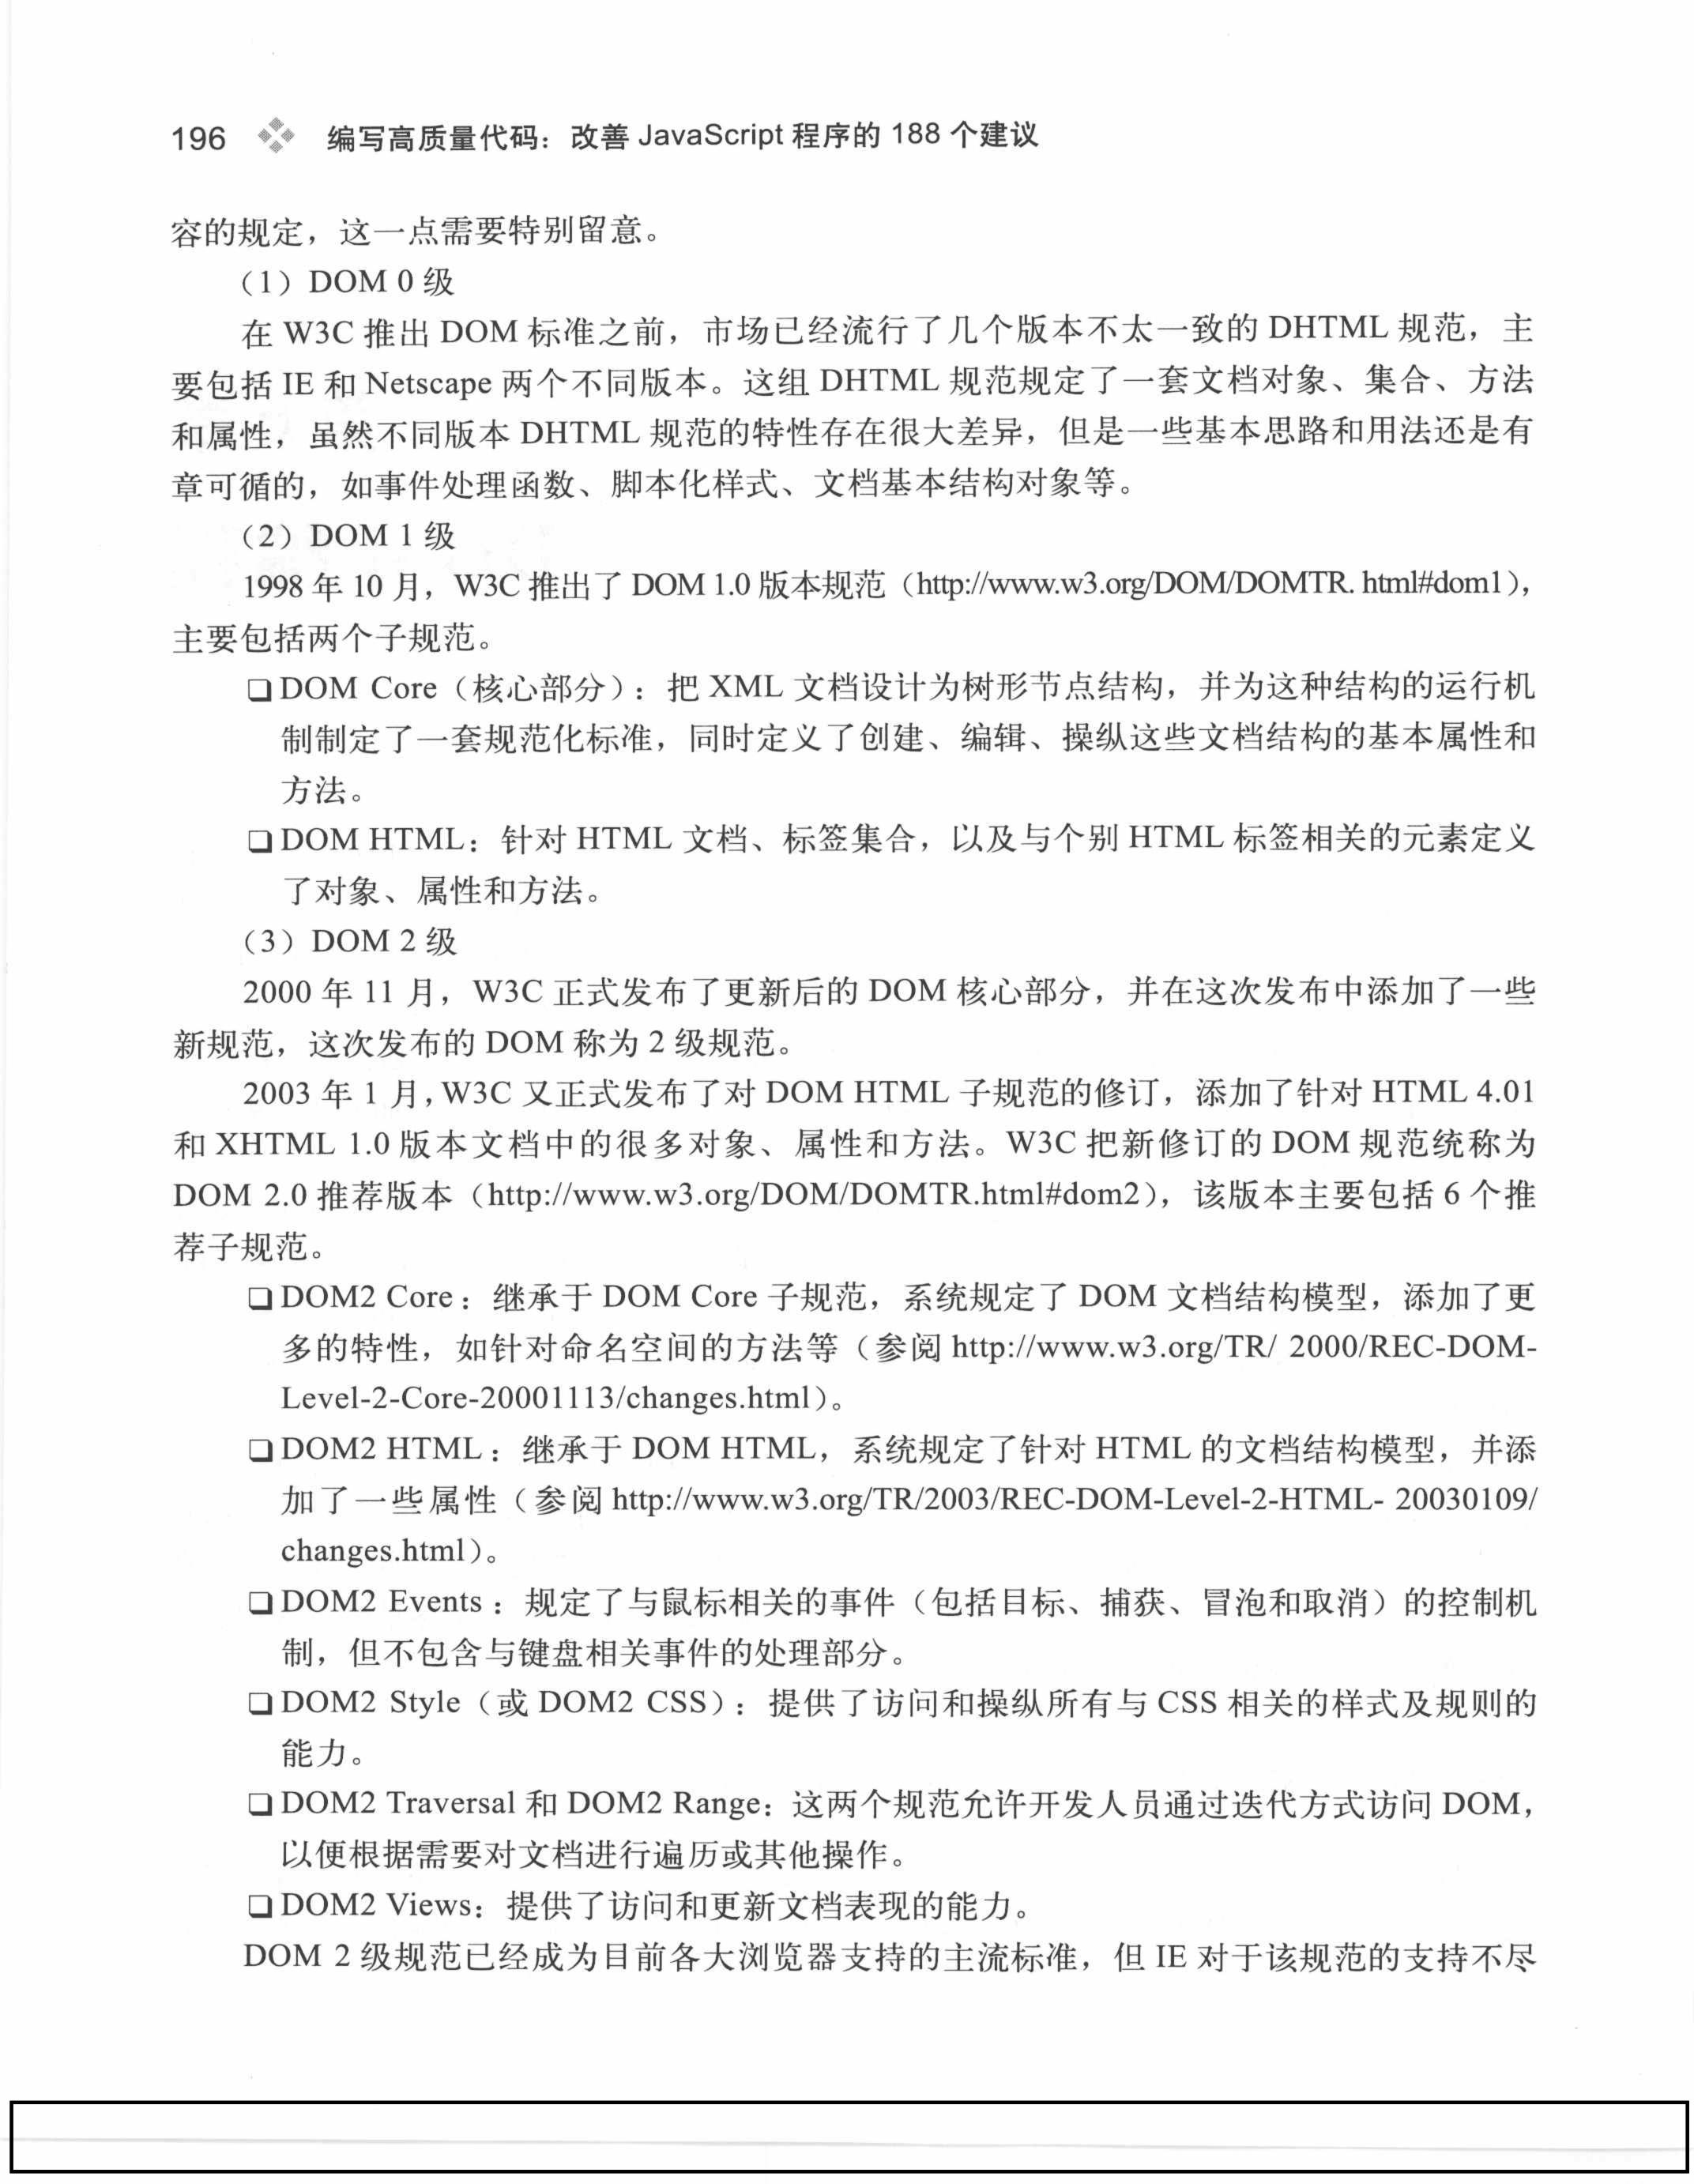 196 编写高质量代码：改善 JavaScript 程序的 188 个建议
容的规定，这一点需要特别留意。
（1）DOM 0 级
在 W3C 推出 DOM 标准之前，市场已经流行了几个版本不太一致的 DHTML 规范，主
要包括 IE 和 Netscape 两个不同版本。这组 DHTML 规范规定了一套文档对象、集合、方法
和属性，虽然不同版本 DHTML 规范的特性存在很大差异，但是一些基本思路和用法还是有
章可循的，如事件处理函数、脚本化样式、文档基本结构对象等。
（2）DOM 1 级
1998 年 10 月，W3C 推出了 DOM 1.0 版本规范（http://www.w3.org/DOM/DOMTR. html#dom1），
主要包括两个子规范。
❑ DOM Core（核心部分）：把 XML 文档设计为树形节点结构，并为这种结构的运行机
制制定了一套规范化标准，同时定义了创建、编辑、操纵这些文档结构的基本属性和
方法。
❑ DOM HTML：针对 HTML 文档、标签集合，以及与个别 HTML 标签相关的元素定义
了对象、属性和方法。
（3）DOM 2 级
2000 年 11 月，W3C 正式发布了更新后的 DOM 核心部分，并在这次发布中添加了一些
新规范，这次发布的 DOM 称为 2 级规范。
2003 年 1 月，W3C 又正式发布了对 DOM HTML 子规范的修订，添加了针对 HTML 4.01
和 XHTML 1.0 版本文档中的很多对象、属性和方法。W3C 把新修订的 DOM 规范统称为
DOM 2.0 推荐版本（http://www.w3.org/DOM/DOMTR.html#dom2），该版本主要包括 6 个推
荐子规范。
❑ DOM2 Core：继承于 DOM Core 子规范，系统规定了 DOM 文档结构模型，添加了更
多的特性，如针对命名空间的方法等（参阅 http://www.w3.org/TR/ 2000/REC-DOM-
Level-2-Core-20001113/changes.html）。
❑ DOM2 HTML：继承于 DOM HTML，系统规定了针对 HTML 的文档结构模型，并添
加了一些属性（参阅 http://www.w3.org/TR/2003/REC-DOM-Level-2-HTML- 20030109/
changes.html）。
❑ DOM2 Events：规定了与鼠标相关的事件（包括目标、捕获、冒泡和取消）的控制机
制，但不包含与键盘相关事件的处理部分。
❑ DOM2 Style（或 DOM2 CSS）：提供了访问和操纵所有与 CSS 相关的样式及规则的
能力。
❑ DOM2 Traversal 和 DOM2 Range：这两个规范允许开发人员通过迭代方式访问 DOM，
以便根据需要对文档进行遍历或其他操作。
❑ DOM2 Views：提供了访问和更新文档表现的能力。
DOM 2 级规范已经成为目前各大浏览器支持的主流标准，但 IE 对于该规范的支持不尽